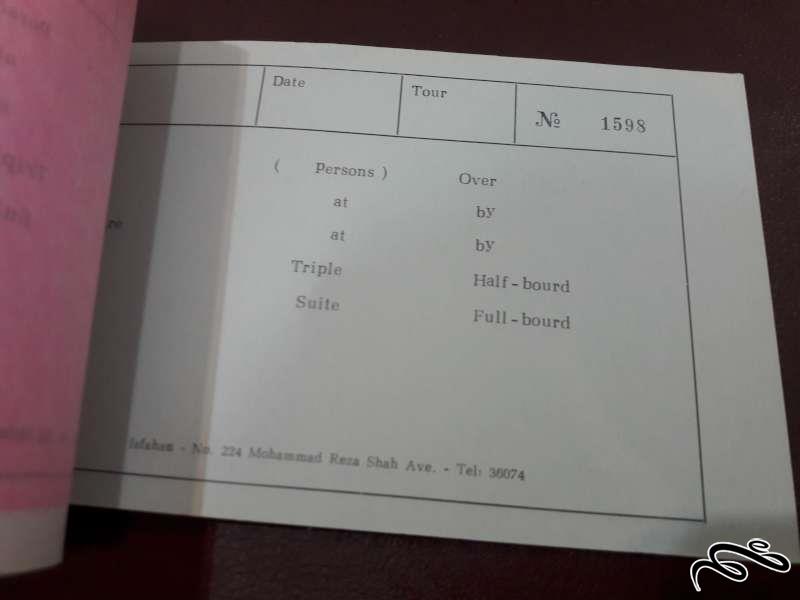 Date Tour № 1598
( Persons ) Over
at by
re at by
Triple Half-bourd
Suite Full-bourd
Isfahan - No. 224 Mohammad Reza Shah Ave. - Tel: 36074